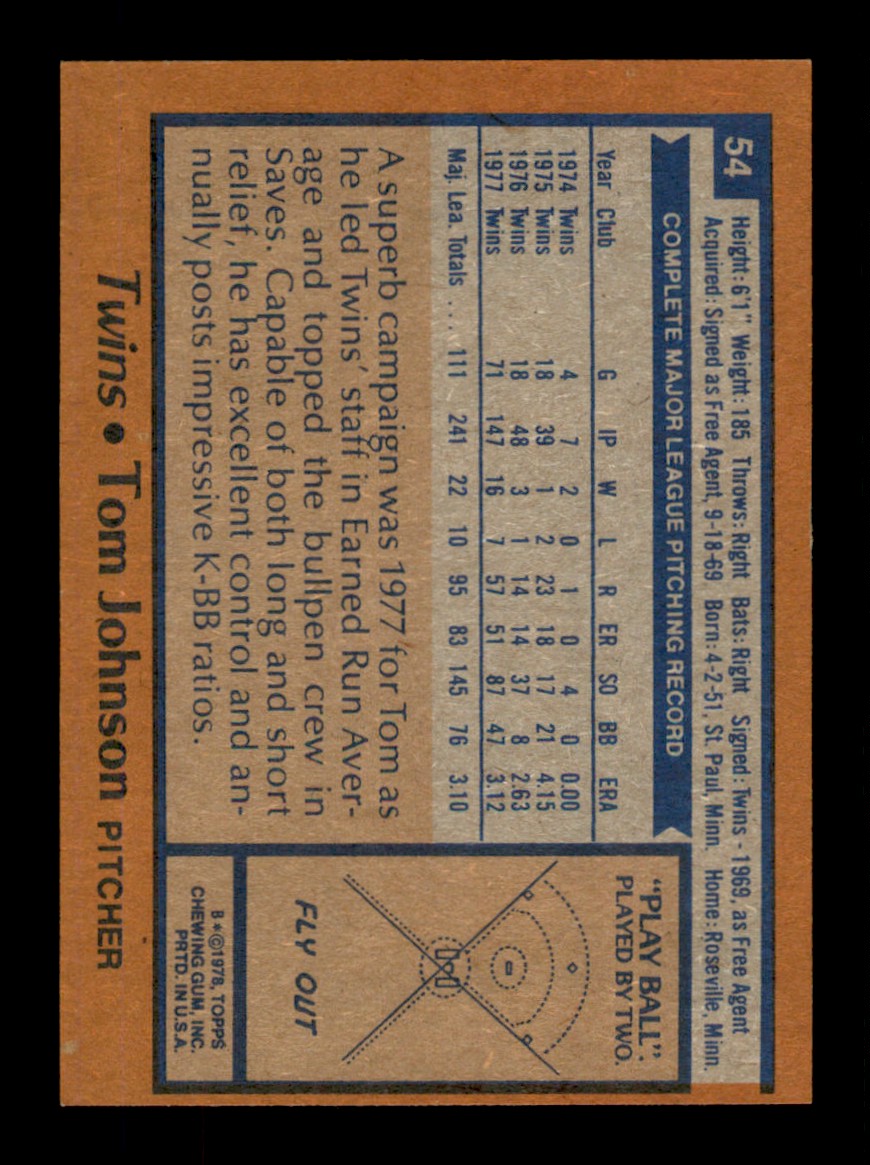 54
Height: 6'1" Weight: 185 Throws: Right Bats: Right Signed: Twins - 1969, as Free Agent
Acquired: Signed as Free Agent, 9-18-69 Born: 4-2-51, St. Paul, Minn. Home: Roseville, Minn.
COMPLETE MAJOR LEAGUE PITCHING RECORD
Year Club G IP W L R ER SO BB ERA
1974 Twins 4 7 2 0 1 0 4 0 0.00
1975 Twins 18 39 1 2 23 18 17 21 4.15
1976 Twins 18 48 3 1 14 14 37 8 2.63
1977 Twins 71 147 16 7 57 51 87 47 3.12
Maj. Lea. Totals .... 111 241 22 10 95 83 145 76 3.10
A superb campaign was 1977 for Tom as
he led Twins' staff in Earned Run Aver-
age and topped the bullpen crew in
Saves. Capable of both long and short
relief, he has excellent control and an-
nually posts impressive K-BB ratios.
"PLAY BALL":
PLAYED BY TWO.
FLY OUT
B*©1978, TOPPS
CHEWING GUM, INC.
PRTD. IN U.S.A.
Twins • Tom Johnson PITCHER